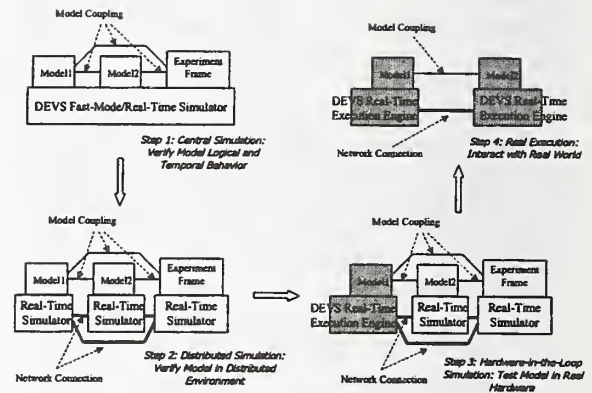 Model Coupling
Model1
Model2
Experiment
Frame
DEVS Fast-Mode/Real-Time Simulator
Step 1: Central Simulation:
Verify Model Logical and
Temporal Behavior
Model Coupling
Model1
Model2
Experiment
Frame
Real-Time
Simulator
Real-Time
Simulator
Real-Time
Simulator
Step 2: Distributed Simulation:
Verify Model in Distributed
Environment
Network Connection
Model Coupling
Model1
Model2
Experiment
Frame
DEVS Real-Time
Execution Engine
Real-Time
Simulator
Real-Time
Simulator
Step 3: Hardware-in-the-Loop
Simulation: Test Model in Real
Hardware
Network Connection
Model Coupling
Model1
Model2
DEVS Real-Time
Execution Engine
DEVS Real-Time
Execution Engine
Step 4: Real Execution:
Interact with Real World
Network Connection